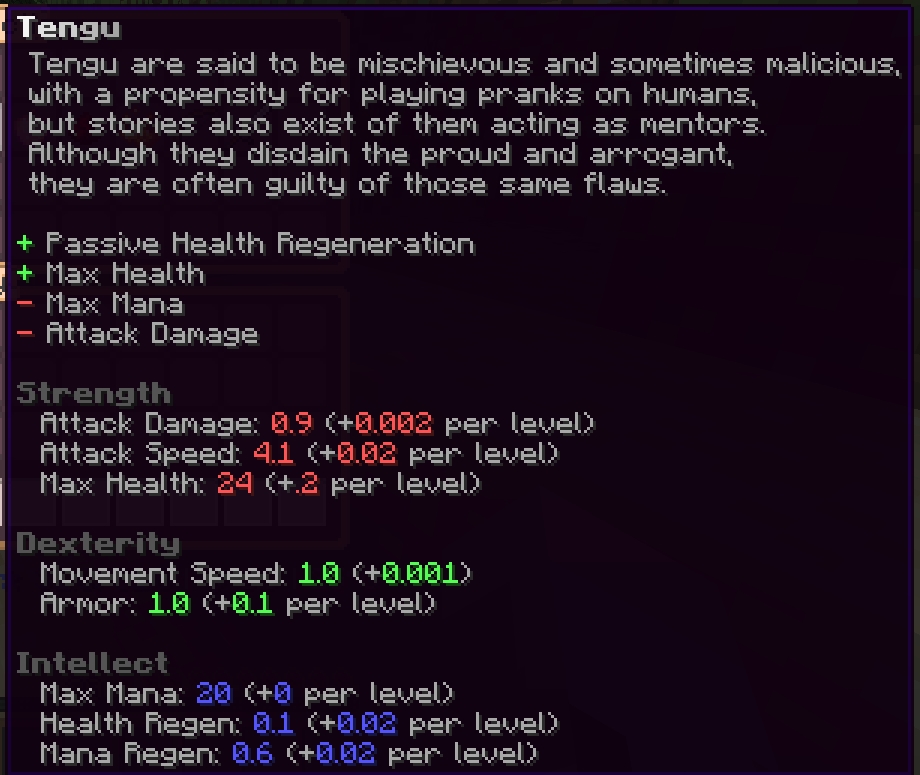 Tengu
Tengu are said to be mischievous and sometimes malicious,
with a propensity for playing pranks on humans,
but stories also exist of them acting as mentors.
Although they disdain the proud and arrogant,
they are often guilty of those same flaws.
+ Passive Health Regeneration
+ Max Health
- Max Mana
- Attack Damage
Strength
Attack Damage: 0.9 (+0.002 per level)
Attack Speed: 4.1 (+0.02 per level)
Max Health: 24 (+.2 per level)
Dexterity
Movement Speed: 1.0 (+0.001)
Armor: 1.0 (+0.1 per level)
Intellect
Max Mana: 20 (+0 per level)
Health Regen: 0.1 (+0.02 per level)
Mana Regen: 0.6 (+0.02 per level)